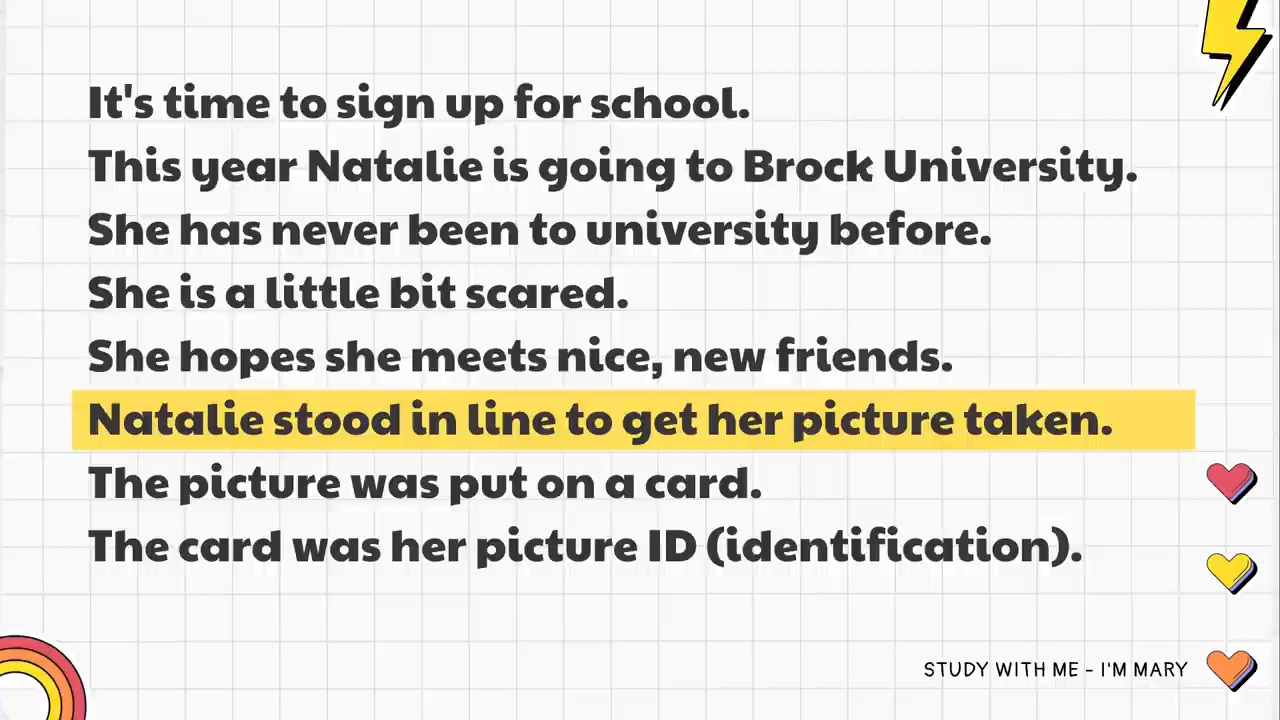 It's time to sign up for school.
This year Natalie is going to Brock University.
She has never been to university before.
She is a little bit scared.
She hopes she meets nice, new friends.
Natalie stood in line to get her picture taken.
The picture was put on a card.
The card was her picture ID (identification).
STUDY WITH ME - I'M MARY